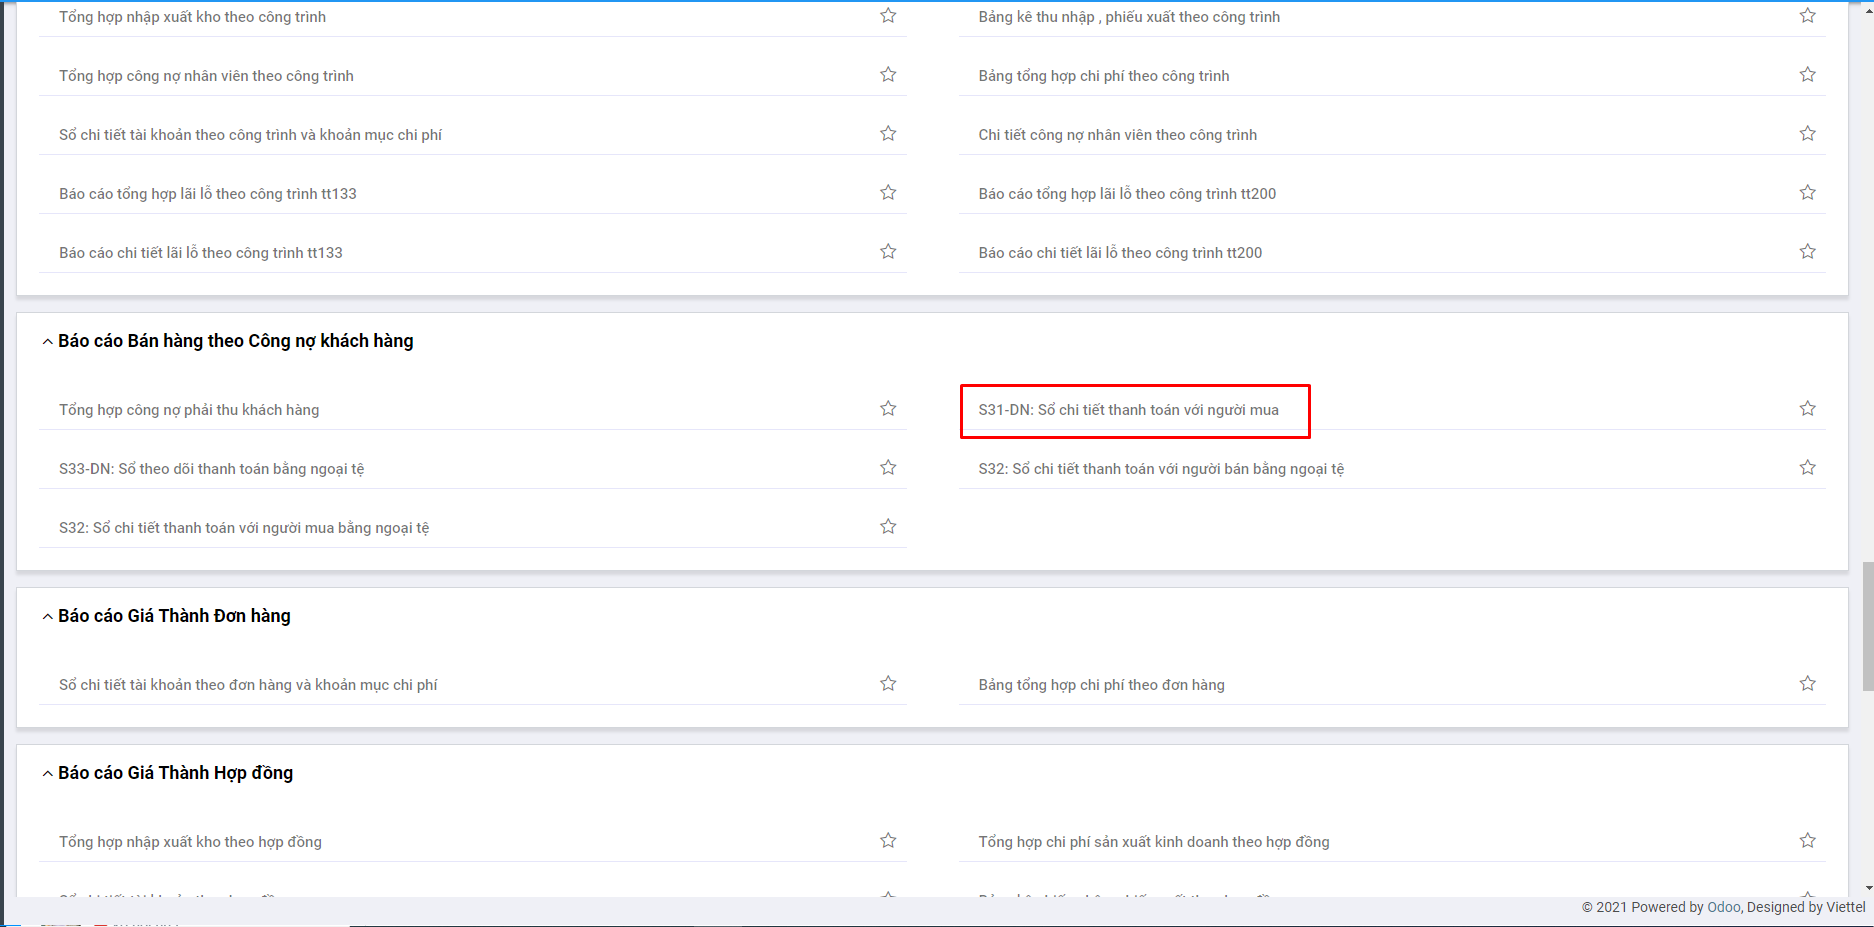 Tổng hợp nhập xuất kho theo công trình
Bảng kê thu nhập , phiếu xuất theo công trình
Tổng hợp công nợ nhân viên theo công trình
Bảng tổng hợp chi phí theo công trình
Sổ chi tiết tài khoản theo công trình và khoản mục chi phí
Chi tiết công nợ nhân viên theo công trình
Báo cáo tổng hợp lãi lỗ theo công trình tt133
Báo cáo tổng hợp lãi lỗ theo công trình tt200
Báo cáo chi tiết lãi lỗ theo công trình tt133
Báo cáo chi tiết lãi lỗ theo công trình tt200
Báo cáo Bán hàng theo Công nợ khách hàng
Tổng hợp công nợ phải thu khách hàng
S31-DN: Sổ chi tiết thanh toán với người mua
S33-DN: Sổ theo dõi thanh toán bằng ngoại tệ
S32: Sổ chi tiết thanh toán với người bán bằng ngoại tệ
S32: Sổ chi tiết thanh toán với người mua bằng ngoại tệ
Báo cáo Giá Thành Đơn hàng
Sổ chi tiết tài khoản theo đơn hàng và khoản mục chi phí
Bảng tổng hợp chi phí theo đơn hàng
Báo cáo Giá Thành Hợp đồng
Tổng hợp nhập xuất kho theo hợp đồng
Tổng hợp chi phí sản xuất kinh doanh theo hợp đồng
© 2021 Powered by Odoo, Designed by Viettel